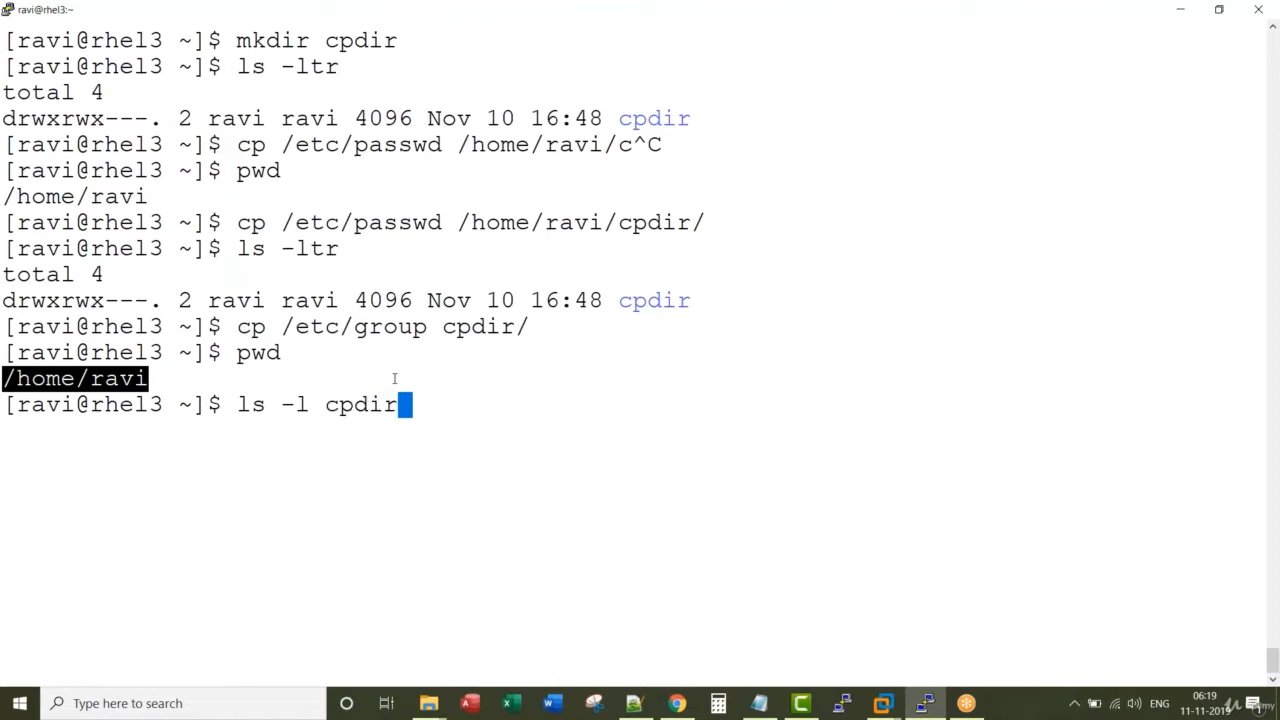 ravi@rhel3:~
[ravi@rhel3 ~]$ mkdir cpdir
[ravi@rhel3 ~]$ ls -ltr
total 4
drwxrwx---. 2 ravi ravi 4096 Nov 10 16:48 cpdir
[ravi@rhel3 ~]$ cp /etc/passwd /home/ravi/c^C
[ravi@rhel3 ~]$ pwd
/home/ravi
[ravi@rhel3 ~]$ cp /etc/passwd /home/ravi/cpdir/
[ravi@rhel3 ~]$ ls -ltr
total 4
drwxrwx---. 2 ravi ravi 4096 Nov 10 16:48 cpdir
[ravi@rhel3 ~]$ cp /etc/group cpdir/
[ravi@rhel3 ~]$ pwd
/home/ravi
[ravi@rhel3 ~]$ ls -l cpdir
Type here to search
ENG
06:19
11-11-2019